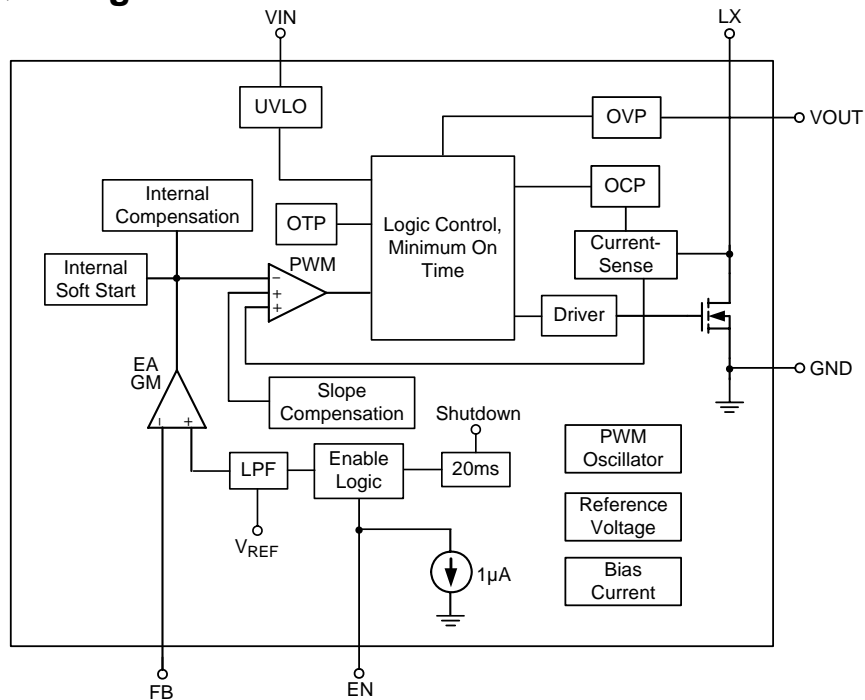 VIN
LX
UVLO
OVP
VOUT
Internal
Compensation
OTP
Logic Control,
Minimum On
Time
OCP
Internal
Soft Start
PWM
−
+
+
Current-
Sense
Driver
EA
GM
−
+
GND
Slope
Compensation
Shutdown
LPF
Enable
Logic
20ms
PWM
Oscillator
VREF
Reference
Voltage
1μA
Bias
Current
FB
EN